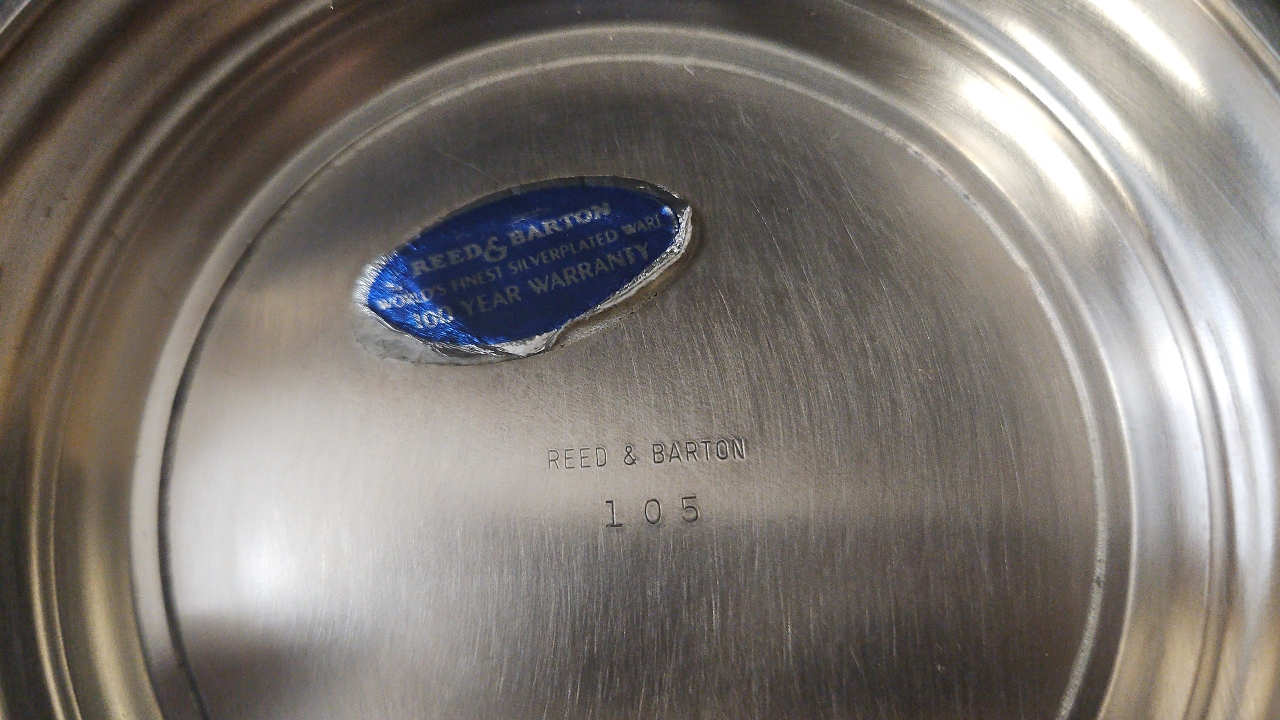 REED & BARTON
WORLD'S FINEST SILVERPLATED WARE
100 YEAR WARRANTY
REED & BARTON
105